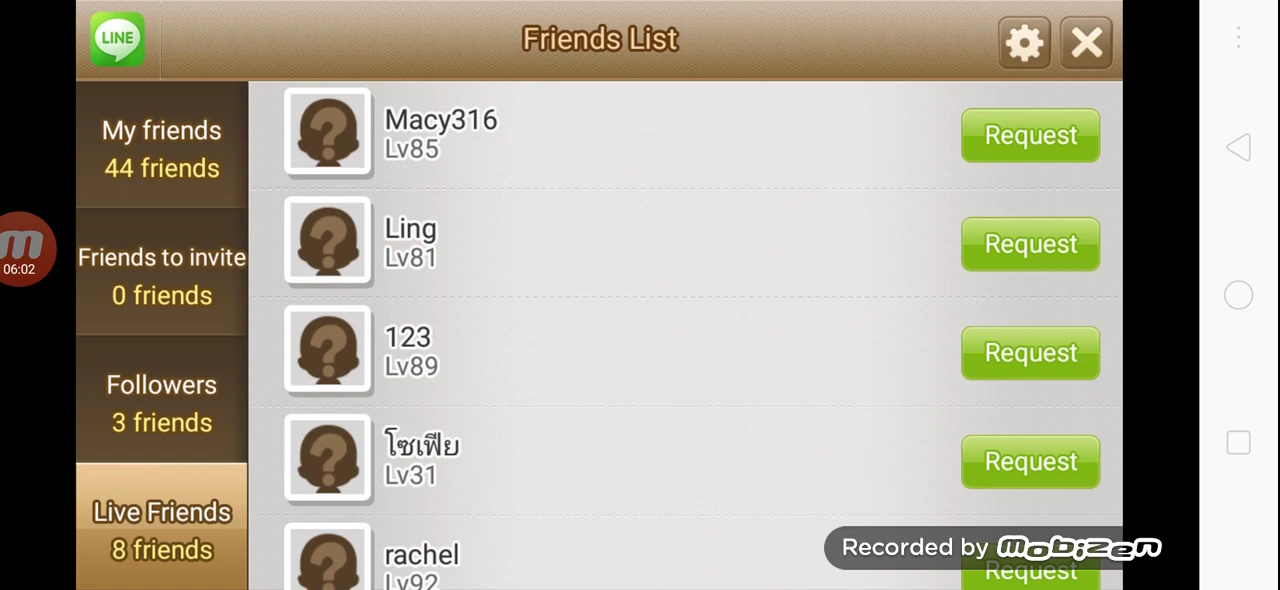 LINE
Friends List
My friends
44 friends
Friends to invite
0 friends
Followers
3 friends
Live Friends
8 friends
Macy316
Lv85
Request
Ling
Lv81
Request
123
Lv89
Request
โซเฟีย
Lv31
Request
rachel
Lv92
Request
06:02
Recorded by mobizen